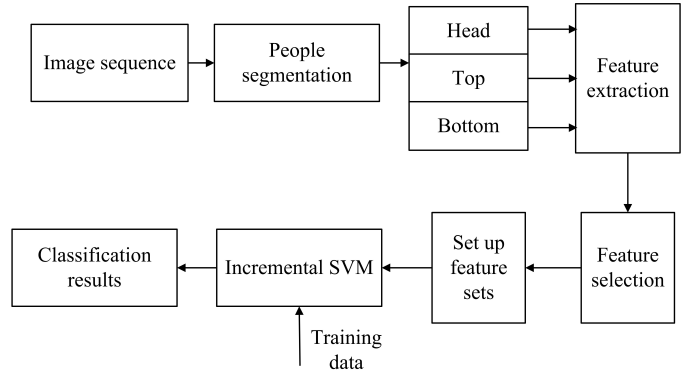 Image sequence
People
segmentation
Head
Top
Bottom
Feature
extraction
Feature
selection
Set up
feature
sets
Incremental SVM
Classification
results
Training
data